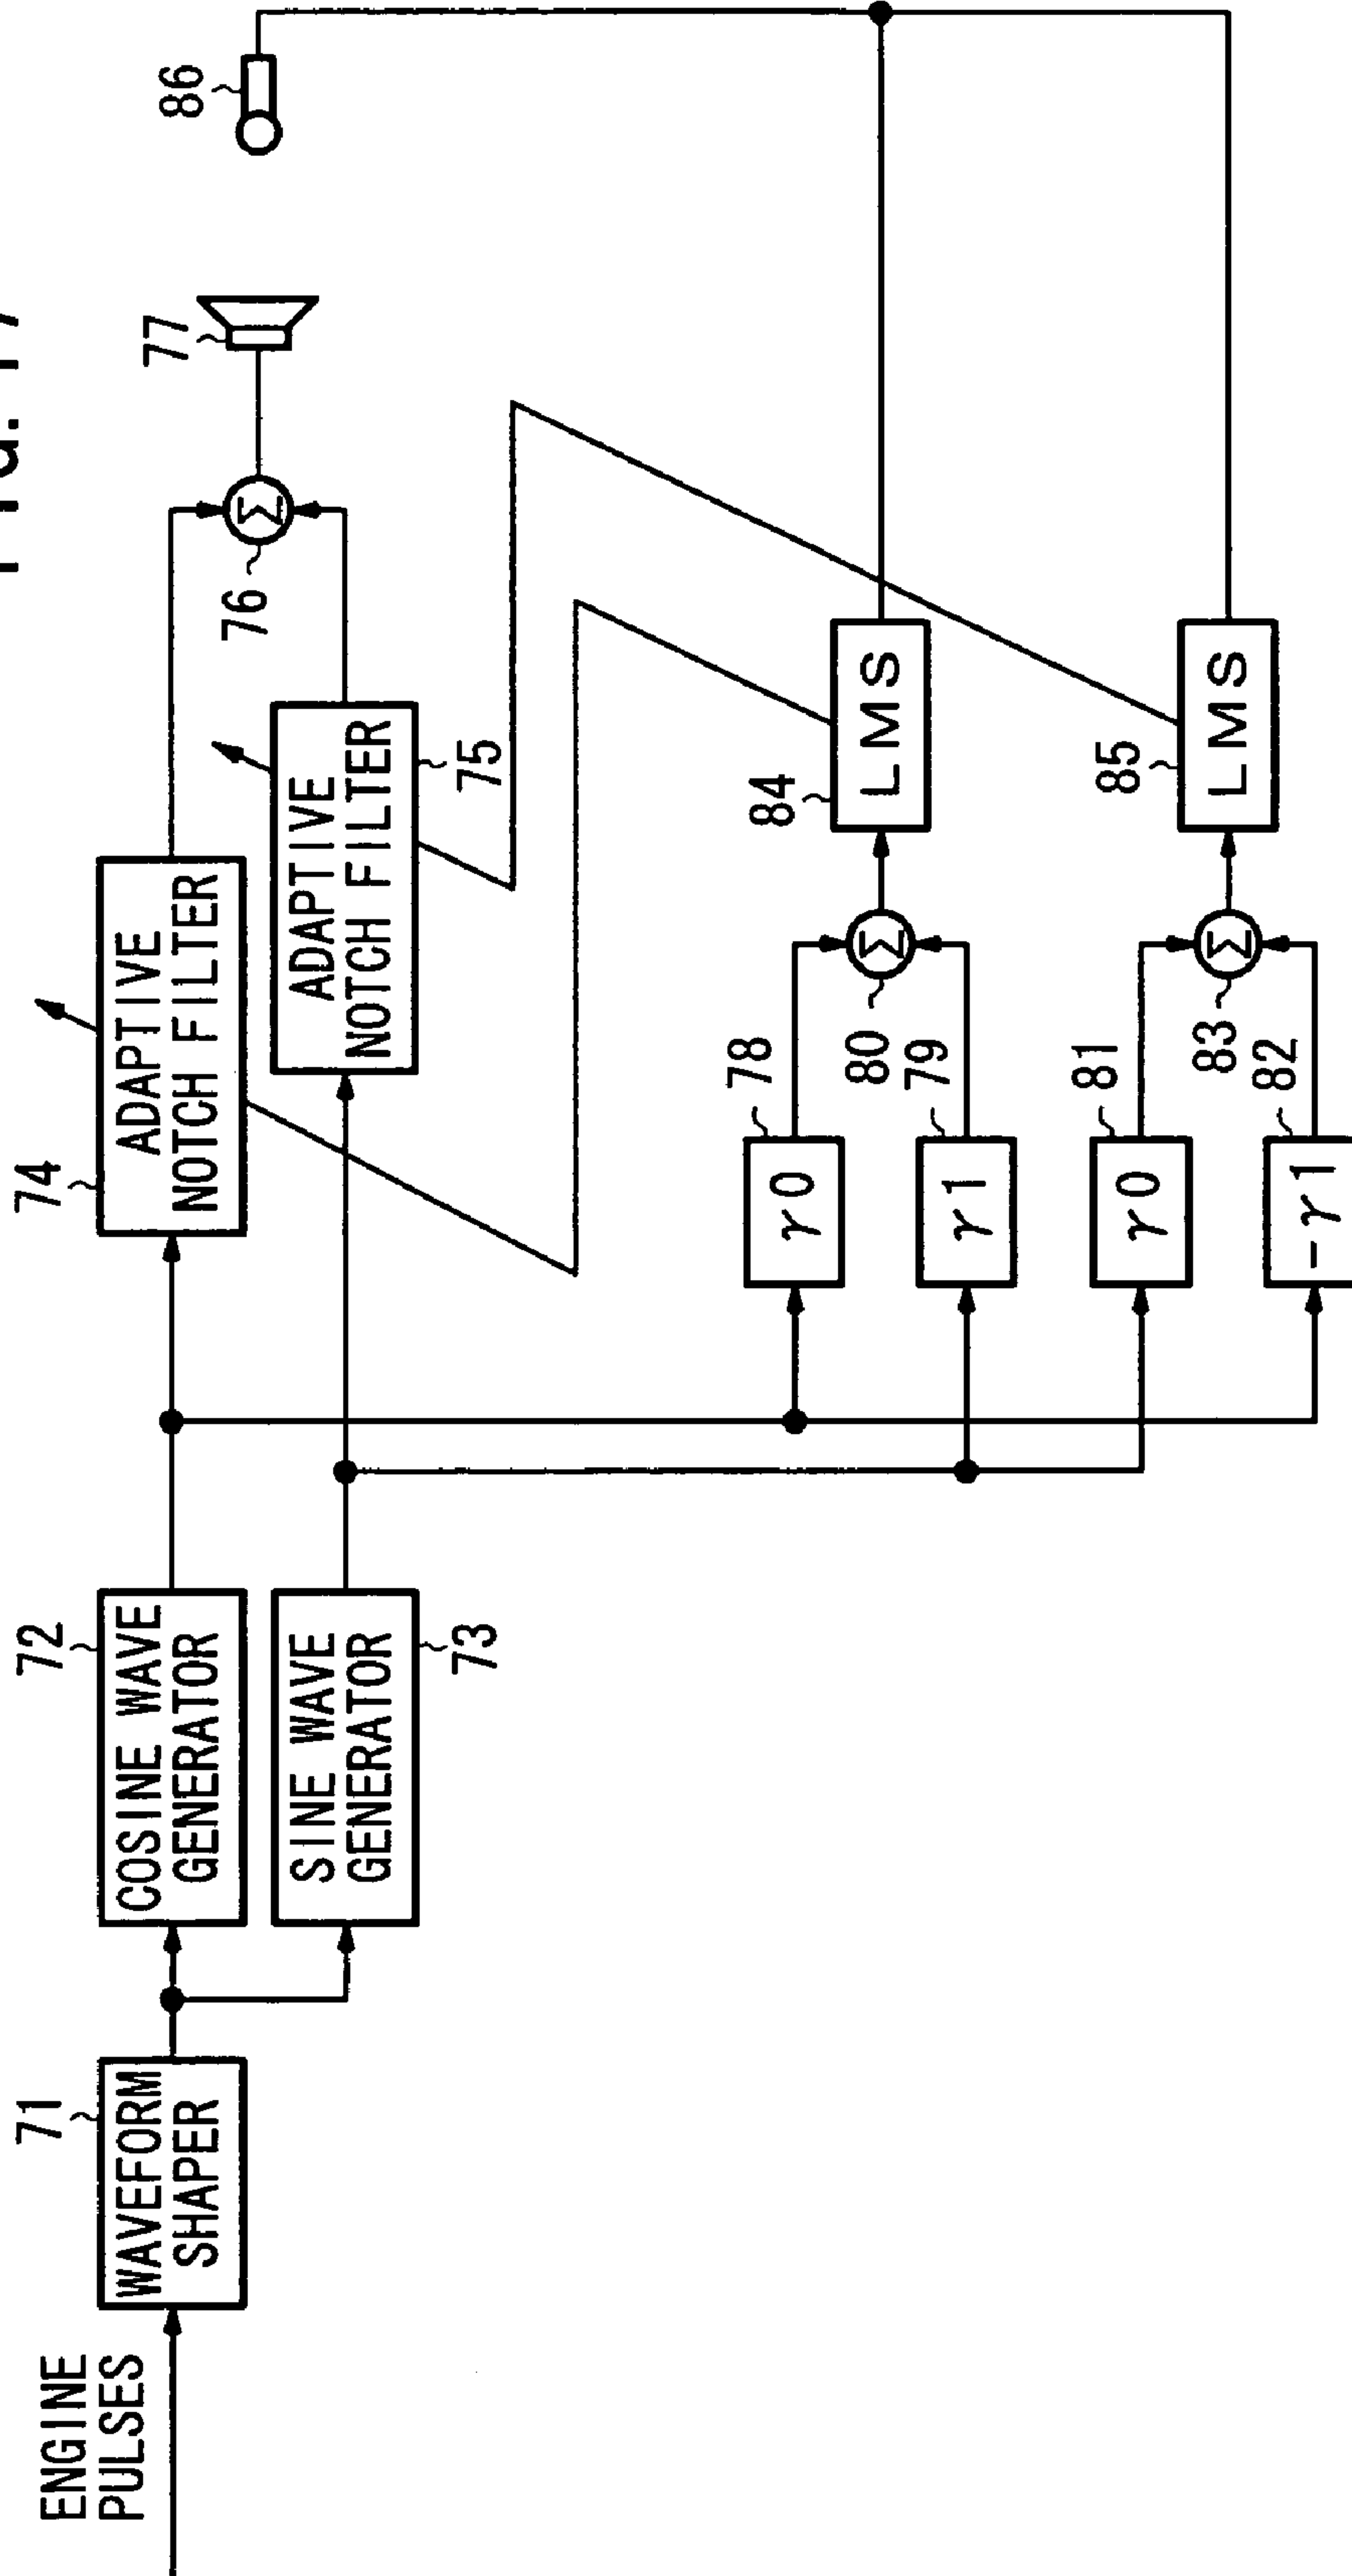 ENGINE
PULSES
71
WAVEFORM
SHAPER
72
COSINE WAVE
GENERATOR
SINE WAVE
GENERATOR
73
74
ADAPTIVE
NOTCH FILTER
ADAPTIVE
NOTCH FILTER
75
76
Σ
77
86
γ0
78
γ1
79
80
Σ
84
LMS
γ0
81
-γ1
82
83
Σ
85
LMS